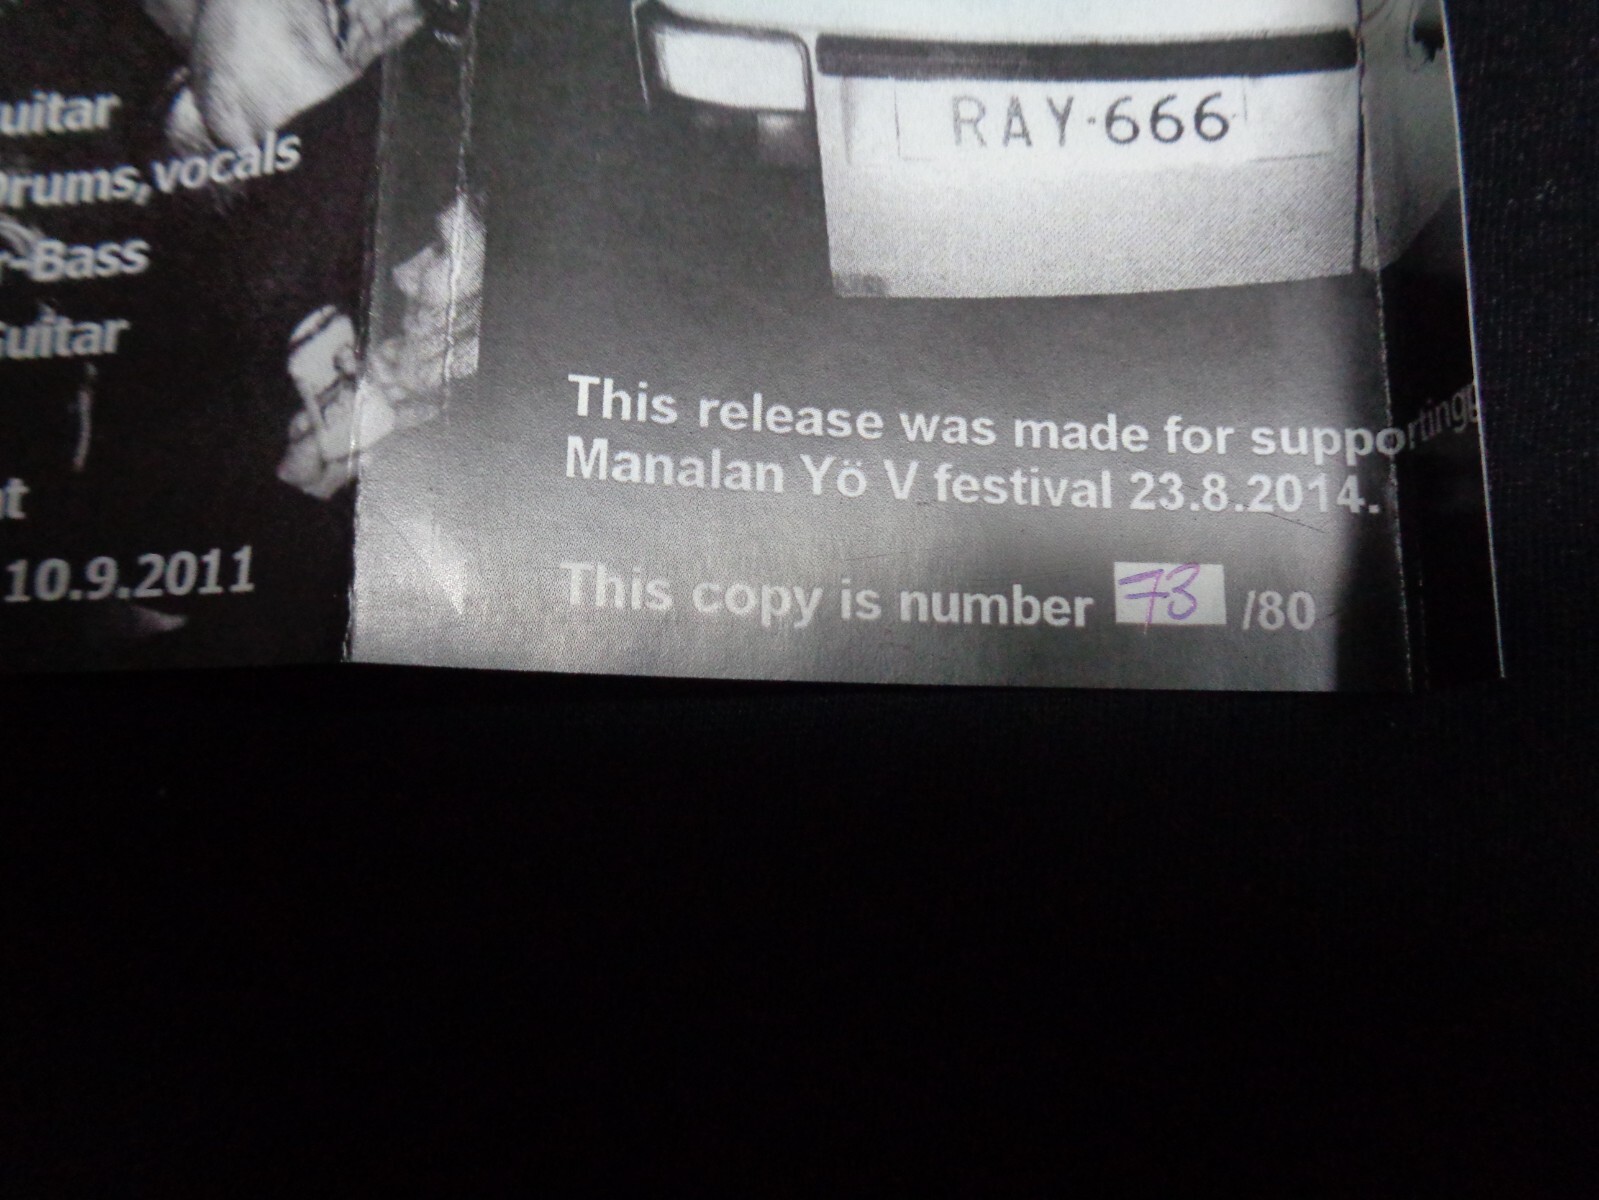 uitar
Drums, vocals
r-Bass
Guitar
10.9.2011
RAY-666
This release was made for supporting
Manalan Yö V festival 23.8.2014.
This copy is number 73 /80